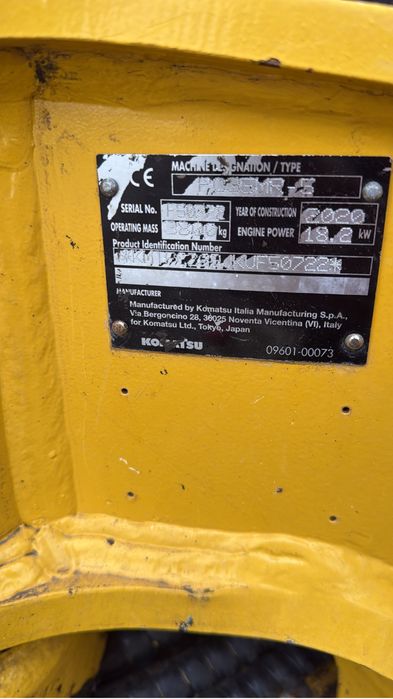 CE
MACHINE DESIGNATION / TYPE
SERIAL No.
YEAR OF CONSTRUCTION 2020
OPERATING MASS kg
ENGINE POWER 18.2 kW
Product Identification Number
MANUFACTURER
Manufactured by Komatsu Italia Manufacturing S.p.A.,
Via Bergoncino 28, 36025 Noventa Vicentina (VI), Italy
for Komatsu Ltd., Tokyo, Japan
KOMATSU
09601-00073